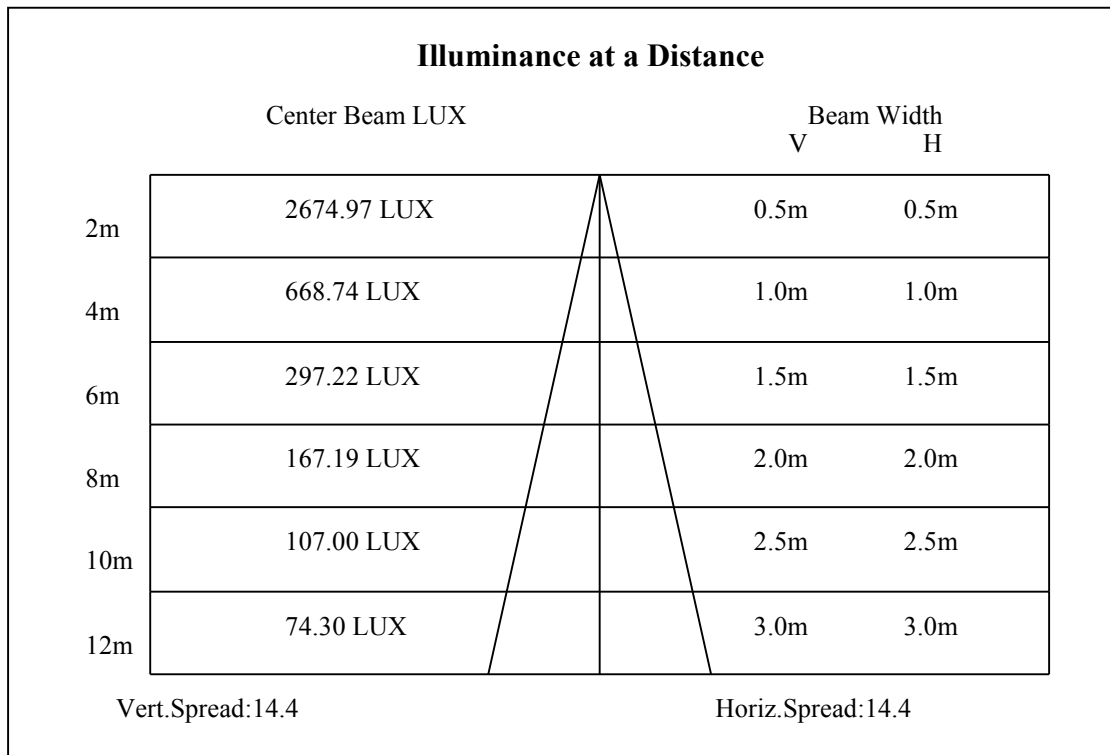 Illuminance at a Distance
Center Beam LUX Beam Width
V H
2m 2674.97 LUX 0.5m 0.5m
4m 668.74 LUX 1.0m 1.0m
6m 297.22 LUX 1.5m 1.5m
8m 167.19 LUX 2.0m 2.0m
10m 107.00 LUX 2.5m 2.5m
12m 74.30 LUX 3.0m 3.0m
Vert.Spread:14.4 Horiz.Spread:14.4